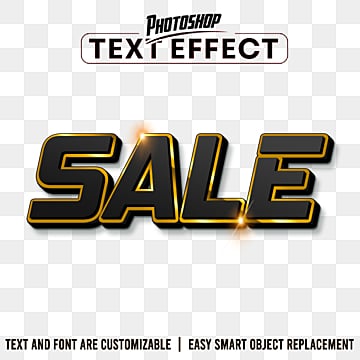 PHOTOSHOP
TEXT EFFECT
SALE
TEXT AND FONT ARE CUSTOMIZABLE | EASY SMART OBJECT REPLACEMENT